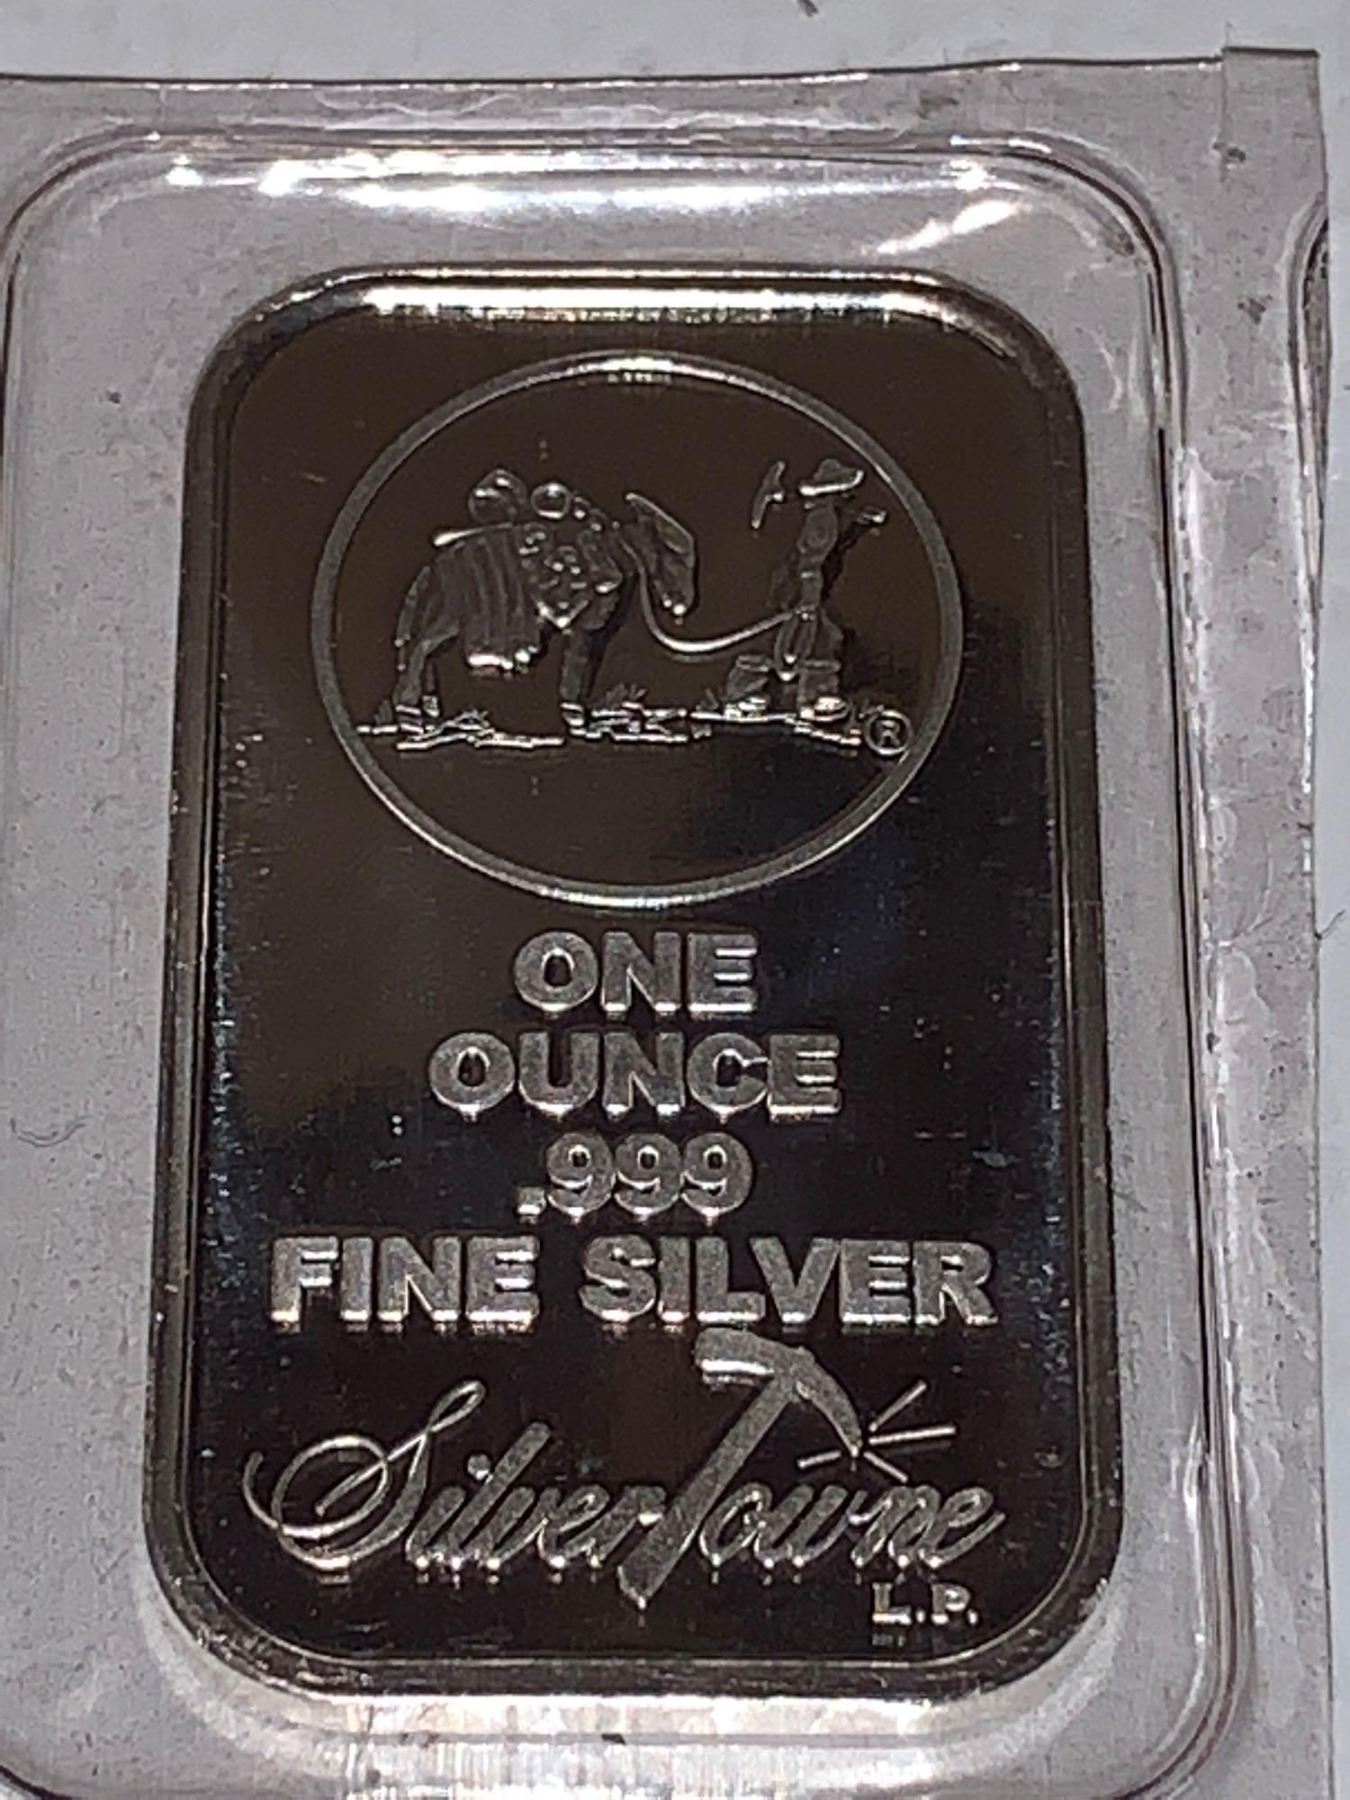 ®
ONE
OUNCE
.999
FINE SILVER
SilverTowne
L.P.